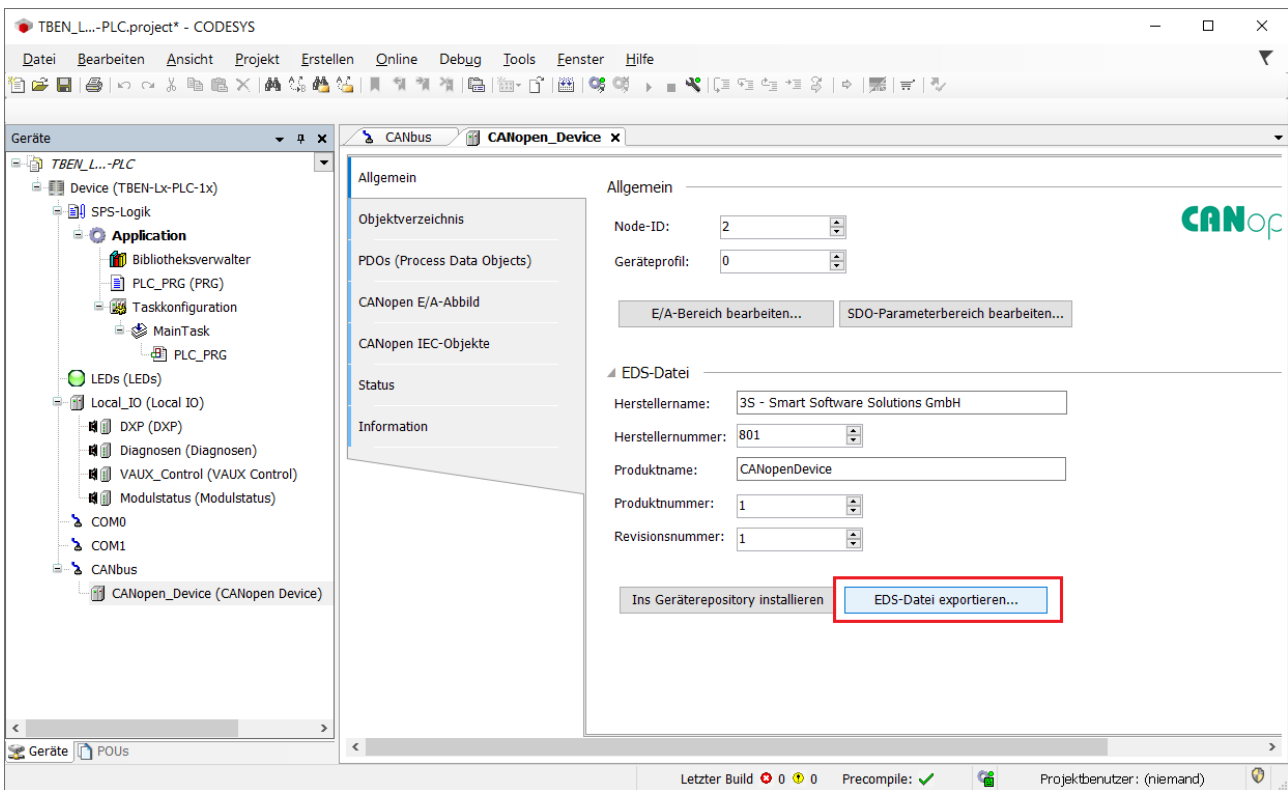 TBEN_L...-PLC.project* - CODESYS
Datei Bearbeiten Ansicht Projekt Erstellen Online Debug Tools Fenster Hilfe
Geräte
TBEN_L...-PLC
Device (TBEN-Lx-PLC-1x)
SPS-Logik
Application
Bibliotheksverwalter
PLC_PRG (PRG)
Taskkonfiguration
MainTask
PLC_PRG
LEDs (LEDs)
Local_IO (Local IO)
DXP (DXP)
Diagnosen (Diagnosen)
VAUX_Control (VAUX Control)
Modulstatus (Modulstatus)
COM0
COM1
CANbus
CANopen_Device (CANopen Device)
Geräte POUs
CANbus CANopen_Device
Allgemein
Objektverzeichnis
PDOs (Process Data Objects)
CANopen E/A-Abbild
CANopen IEC-Objekte
Status
Information
Allgemein
CANop
Node-ID: 2
Geräteprofil: 0
E/A-Bereich bearbeiten... SDO-Parameterbereich bearbeiten...
EDS-Datei
Herstellername: 3S - Smart Software Solutions GmbH
Herstellernummer: 801
Produktname: CANopenDevice
Produktnummer: 1
Revisionsnummer: 1
Ins Geräterepository installieren EDS-Datei exportieren...
Letzter Build 0 0 Precompile: Projektbenutzer: (niemand)